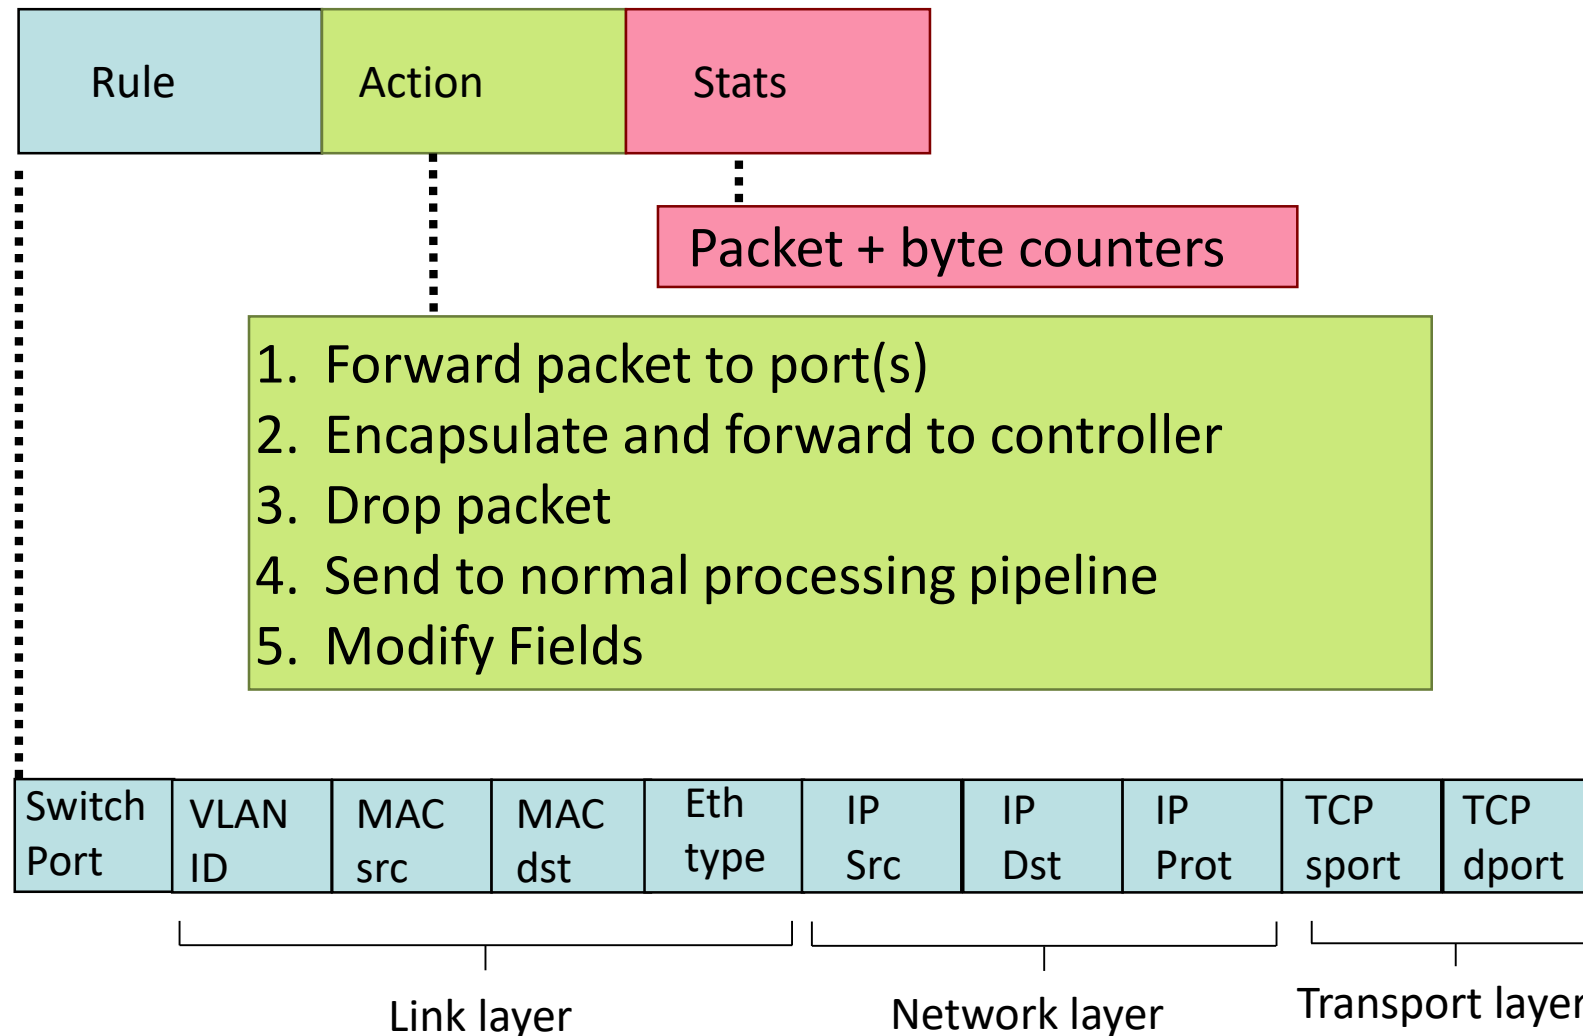 Rule Action Stats
Packet + byte counters
1. Forward packet to port(s)
2. Encapsulate and forward to controller
3. Drop packet
4. Send to normal processing pipeline
5. Modify Fields
Switch Port
VLAN ID
MAC src
MAC dst
Eth type
IP Src
IP Dst
IP Prot
TCP sport
TCP dport
Link layer
Network layer
Transport layer